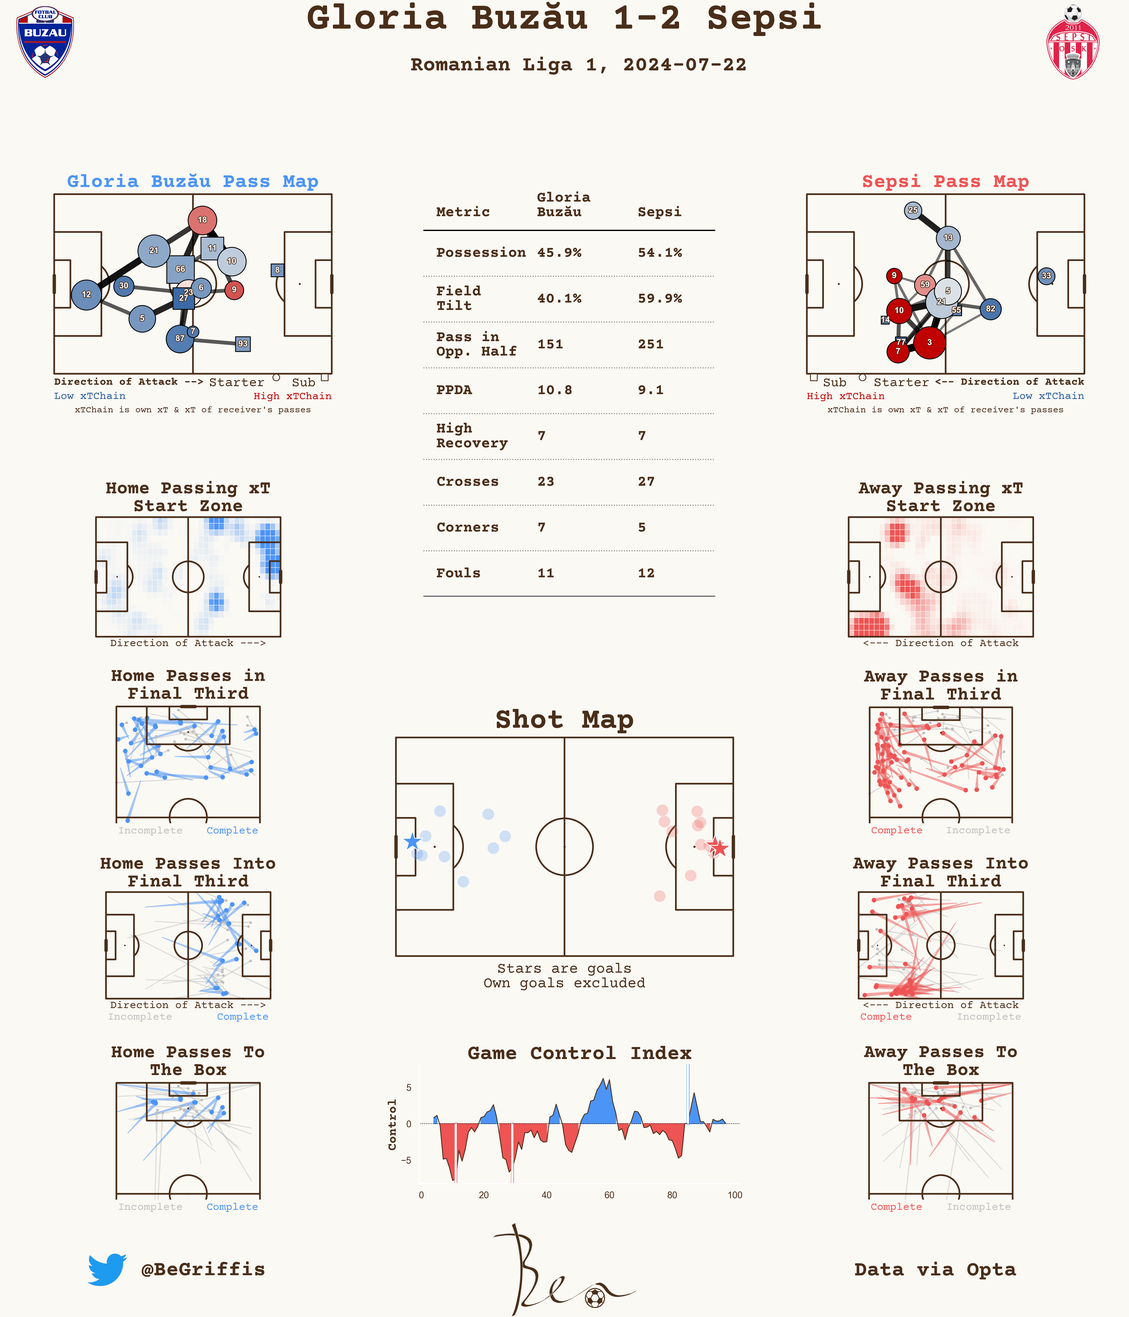 Gloria Buzău 1-2 Sepsi
Romanian Liga 1, 2024-07-22
FOTBAL CLUB
BUZAU
2011
SEPSI
OSK
Gloria Buzău Pass Map
18
21
11
10
66
8
30
12
23
6
9
27
5
7
87
93
Direction of Attack --> Starter Sub
Low xTChain High xTChain
xTChain is own xT & xT of receiver's passes
Metric Gloria Buzău Sepsi
Possession 45.9% 54.1%
Field Tilt 40.1% 59.9%
Pass in Opp. Half 151 251
PPDA 10.8 9.1
High Recovery 7 7
Crosses 23 27
Corners 7 5
Fouls 11 12
Sepsi Pass Map
25
13
9
59
5
33
21
10
55
82
14
77
3
7
Sub Starter <-- Direction of Attack
High xTChain Low xTChain
xTChain is own xT & xT of receiver's passes
Home Passing xT
Start Zone
Direction of Attack --->
Home Passes in
Final Third
Incomplete Complete
Home Passes Into
Final Third
Direction of Attack --->
Incomplete Complete
Home Passes To
The Box
Incomplete Complete
Shot Map
Stars are goals
Own goals excluded
Game Control Index
Control
5
0
−5
0 20 40 60 80 100
Away Passing xT
Start Zone
<--- Direction of Attack
Away Passes in
Final Third
Complete Incomplete
Away Passes Into
Final Third
<--- Direction of Attack
Complete Incomplete
Away Passes To
The Box
Complete Incomplete
@BeGriffis
Bea
Data via Opta